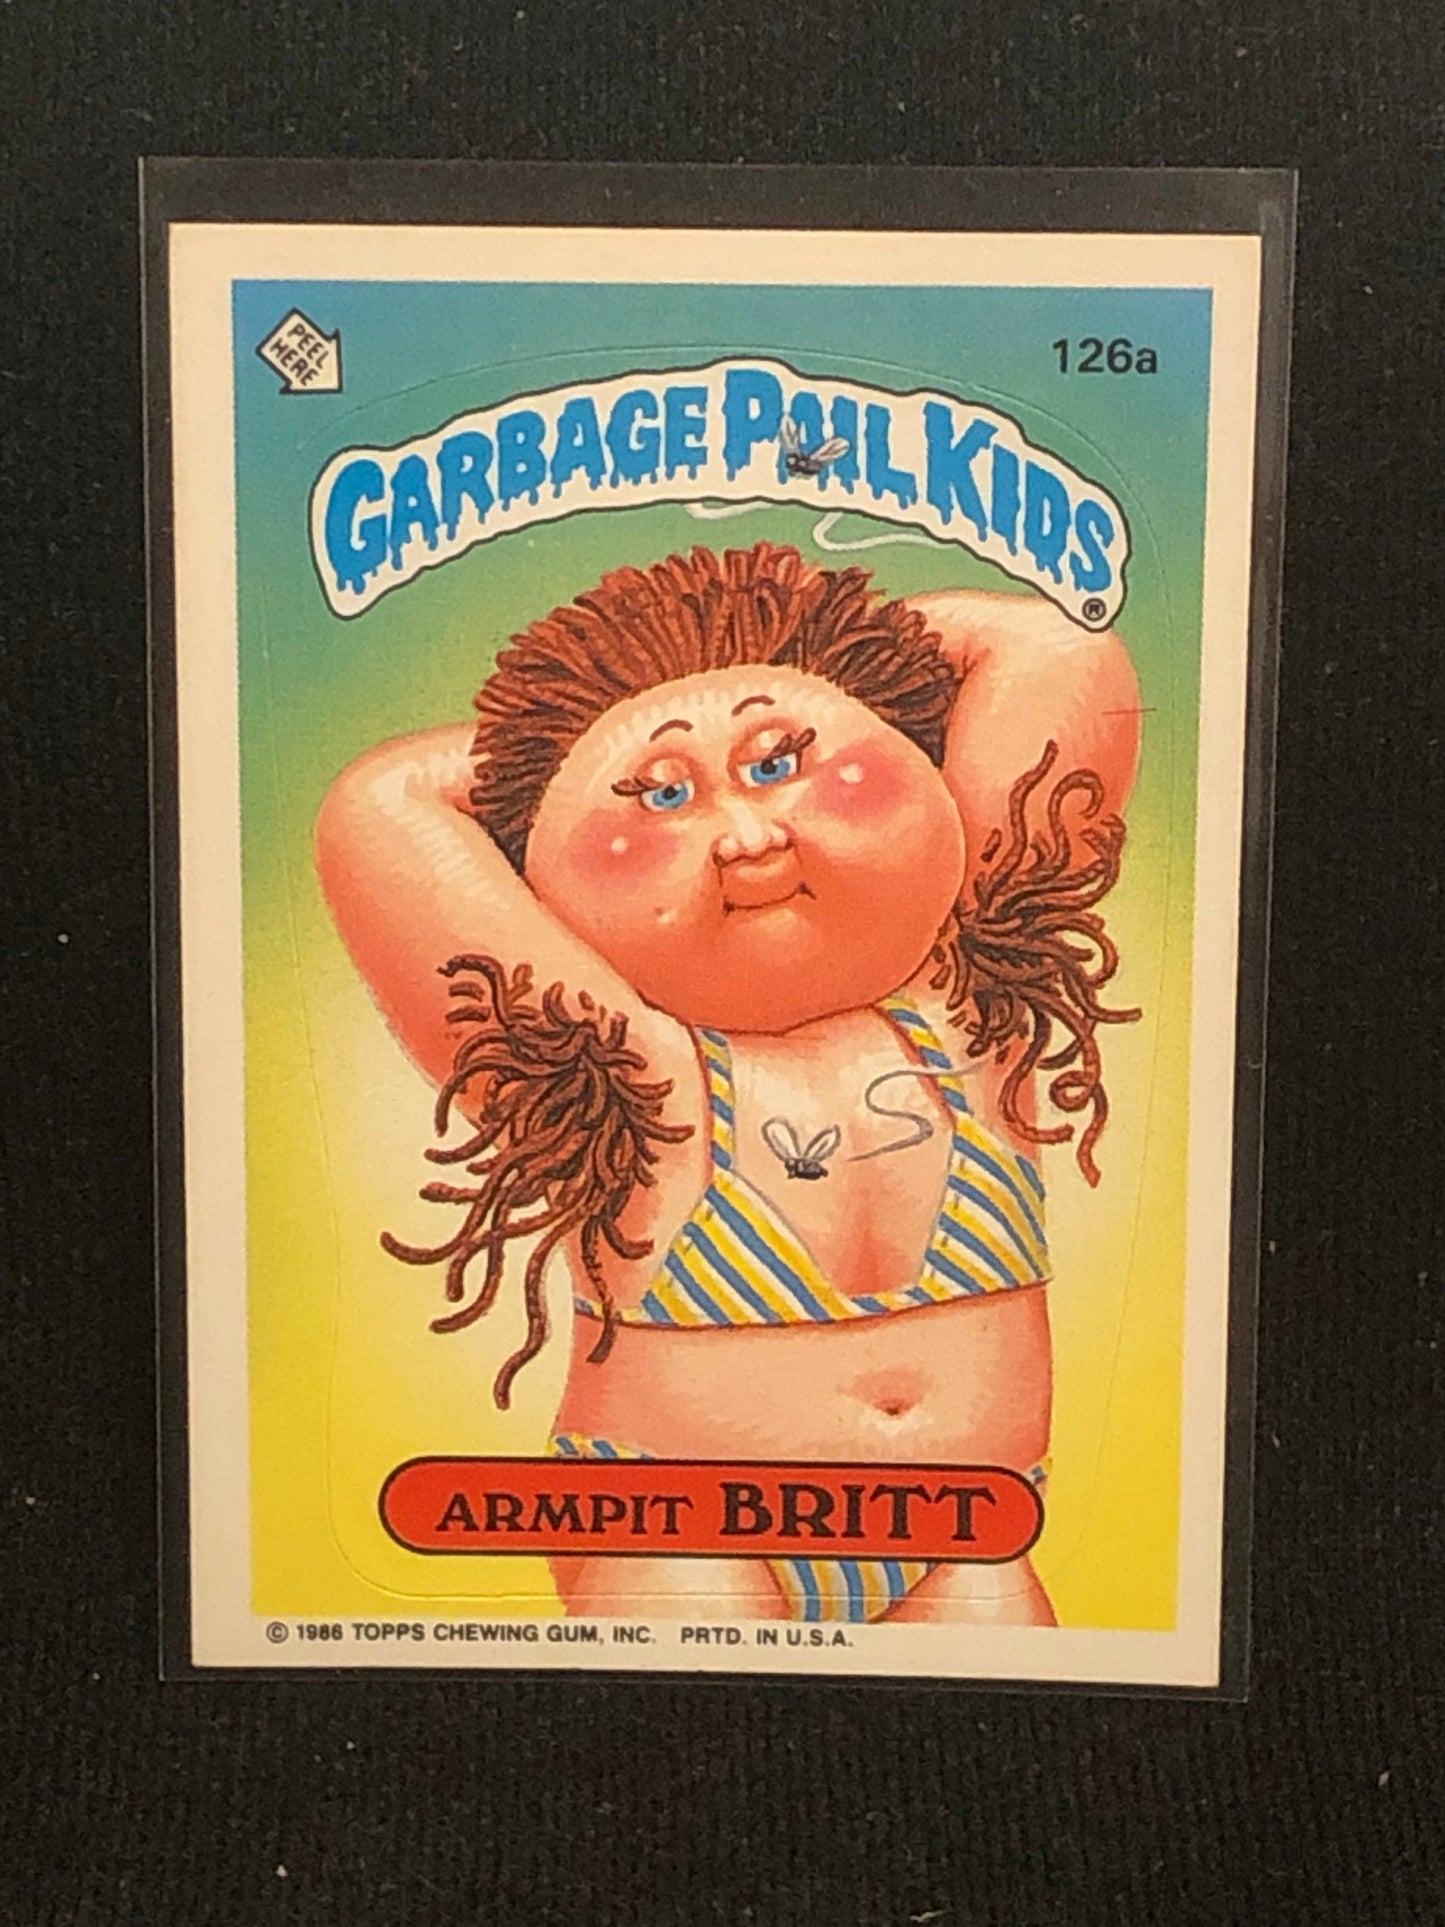 PEEL
HERE
126a
GARBAGE PAIL KIDS®
ARMPIT BRITT
© 1986 TOPPS CHEWING GUM, INC. PRTD. IN U.S.A.